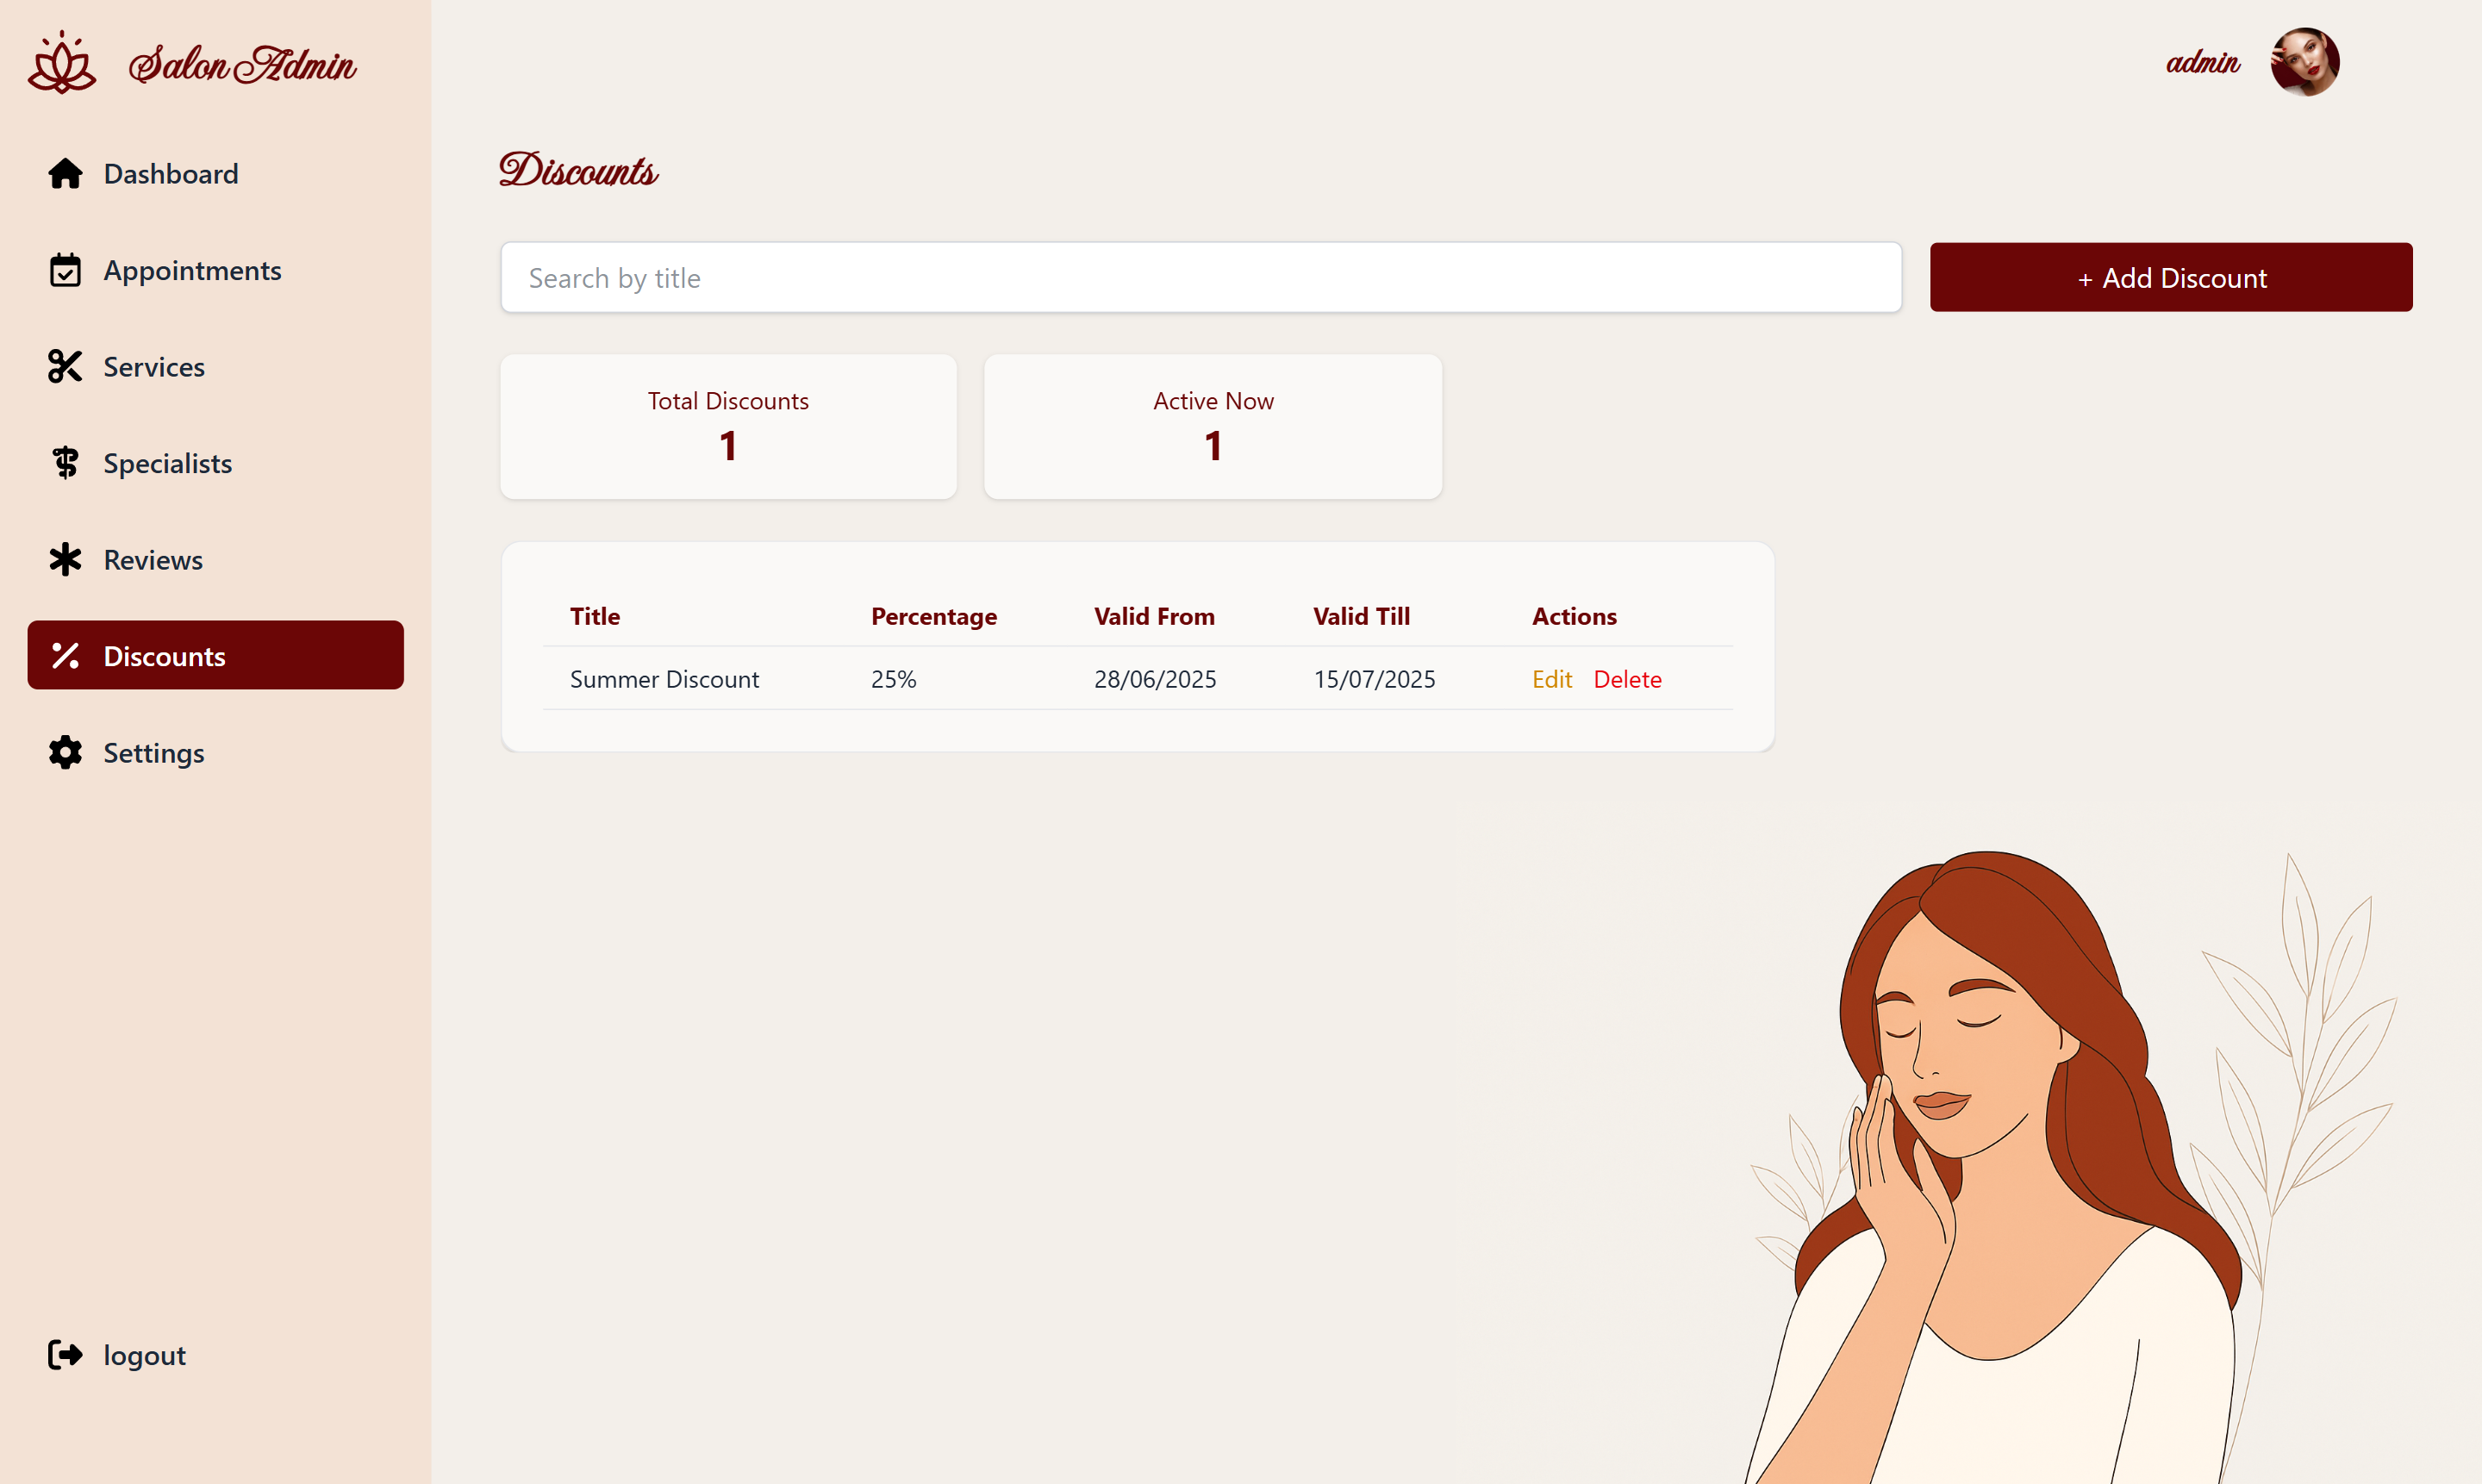 Salon Admin
admin
Dashboard
Appointments
Services
Specialists
Reviews
Discounts
Settings
logout
Discounts
Search by title
+ Add Discount
Total Discounts
1
Active Now
1
Title Percentage Valid From Valid Till Actions
Summer Discount 25% 28/06/2025 15/07/2025 Edit Delete